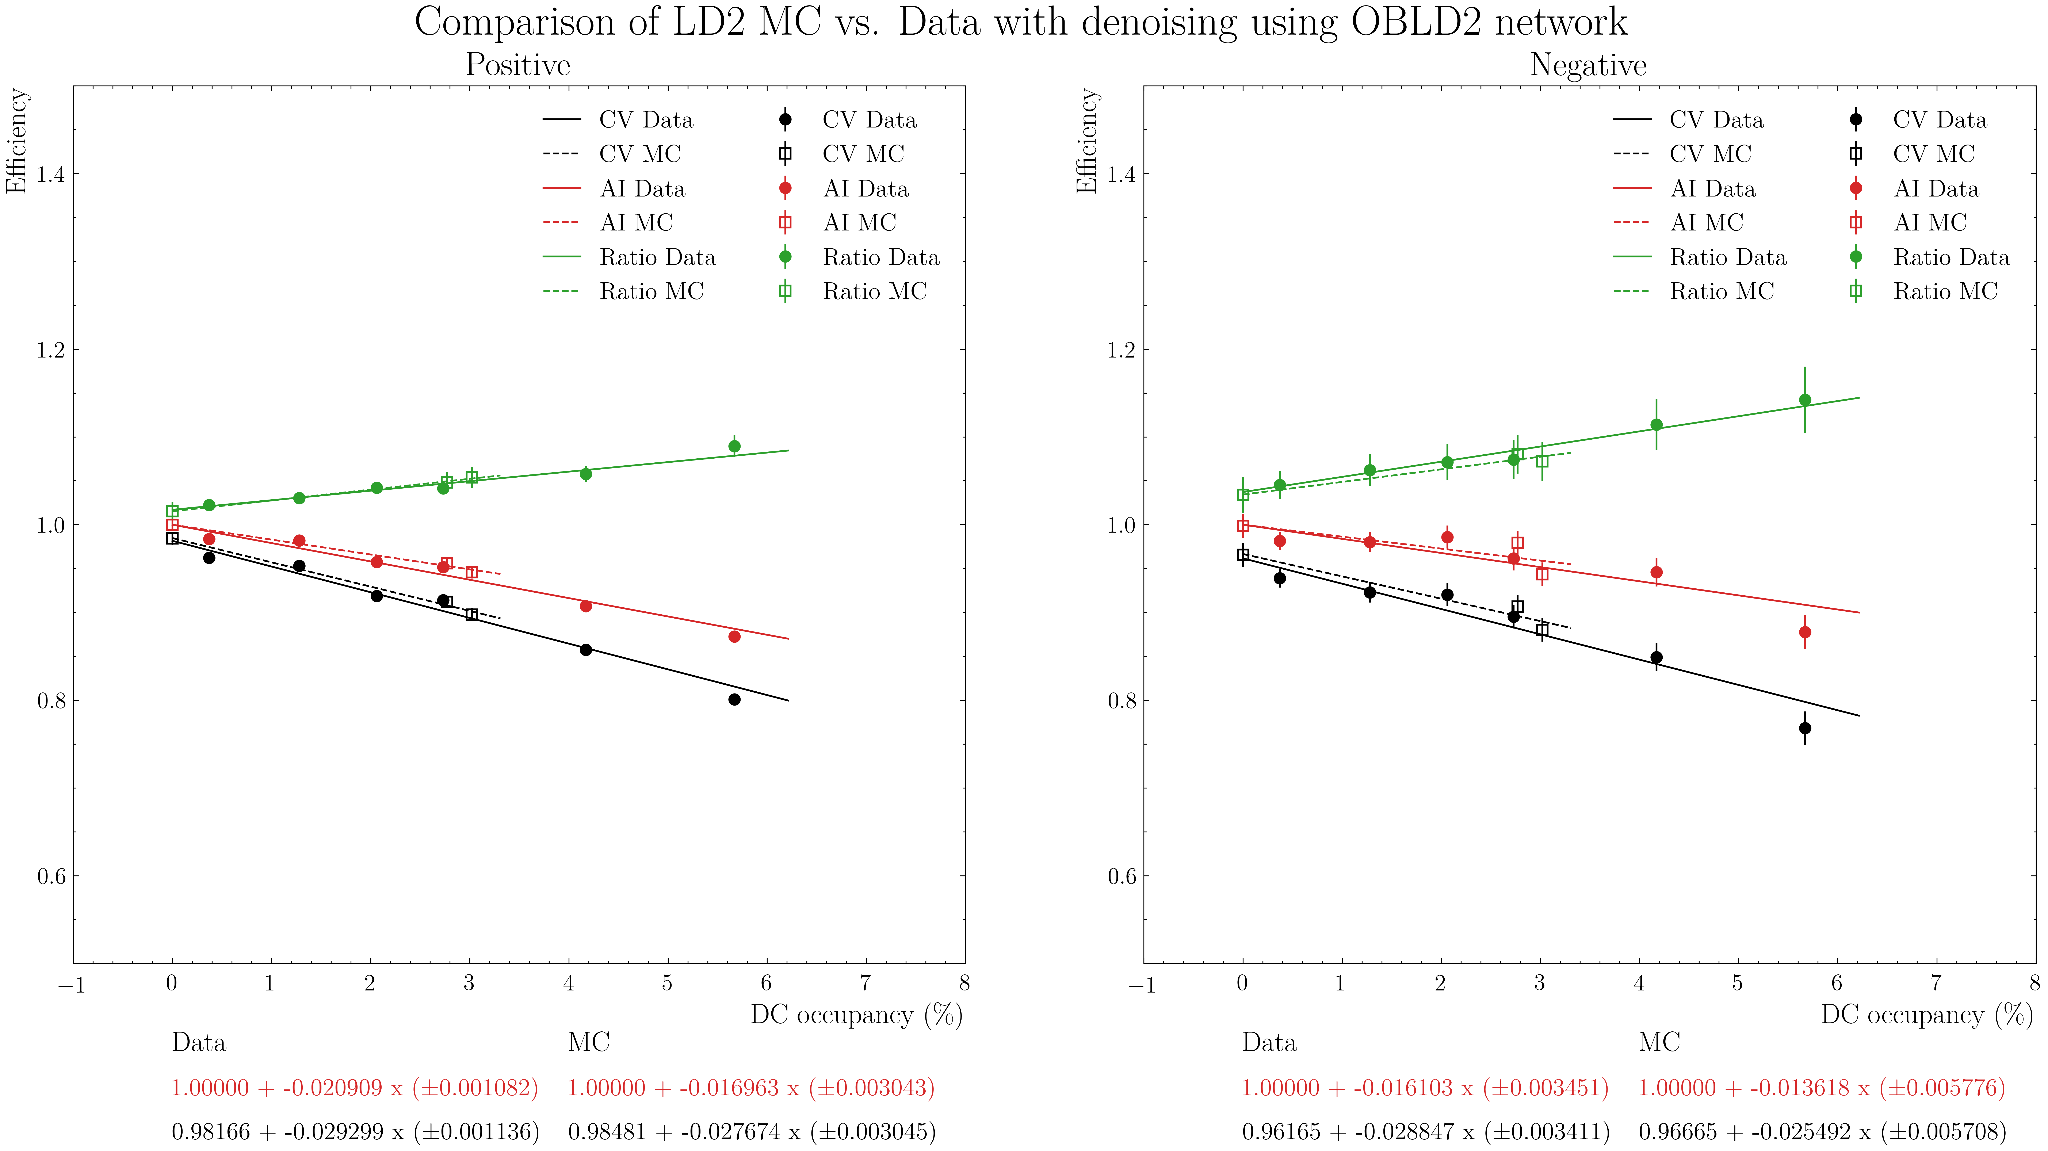 Comparison of LD2 MC vs. Data with denoising using OBLD2 network
Positive
Efficiency
1.4
1.2
1.0
0.8
0.6
CV Data CV Data
CV MC CV MC
AI Data AI Data
AI MC AI MC
Ratio Data Ratio Data
Ratio MC Ratio MC
−1 0 1 2 3 4 5 6 7 8
DC occupancy (%)
Data MC
1.00000 + -0.020909 x (±0.001082) 1.00000 + -0.016963 x (±0.003043)
0.98166 + -0.029299 x (±0.001136) 0.98481 + -0.027674 x (±0.003045)
Negative
Efficiency
1.4
1.2
1.0
0.8
0.6
CV Data CV Data
CV MC CV MC
AI Data AI Data
AI MC AI MC
Ratio Data Ratio Data
Ratio MC Ratio MC
−1 0 1 2 3 4 5 6 7 8
DC occupancy (%)
Data MC
1.00000 + -0.016103 x (±0.003451) 1.00000 + -0.013618 x (±0.005776)
0.96165 + -0.028847 x (±0.003411) 0.96665 + -0.025492 x (±0.005708)